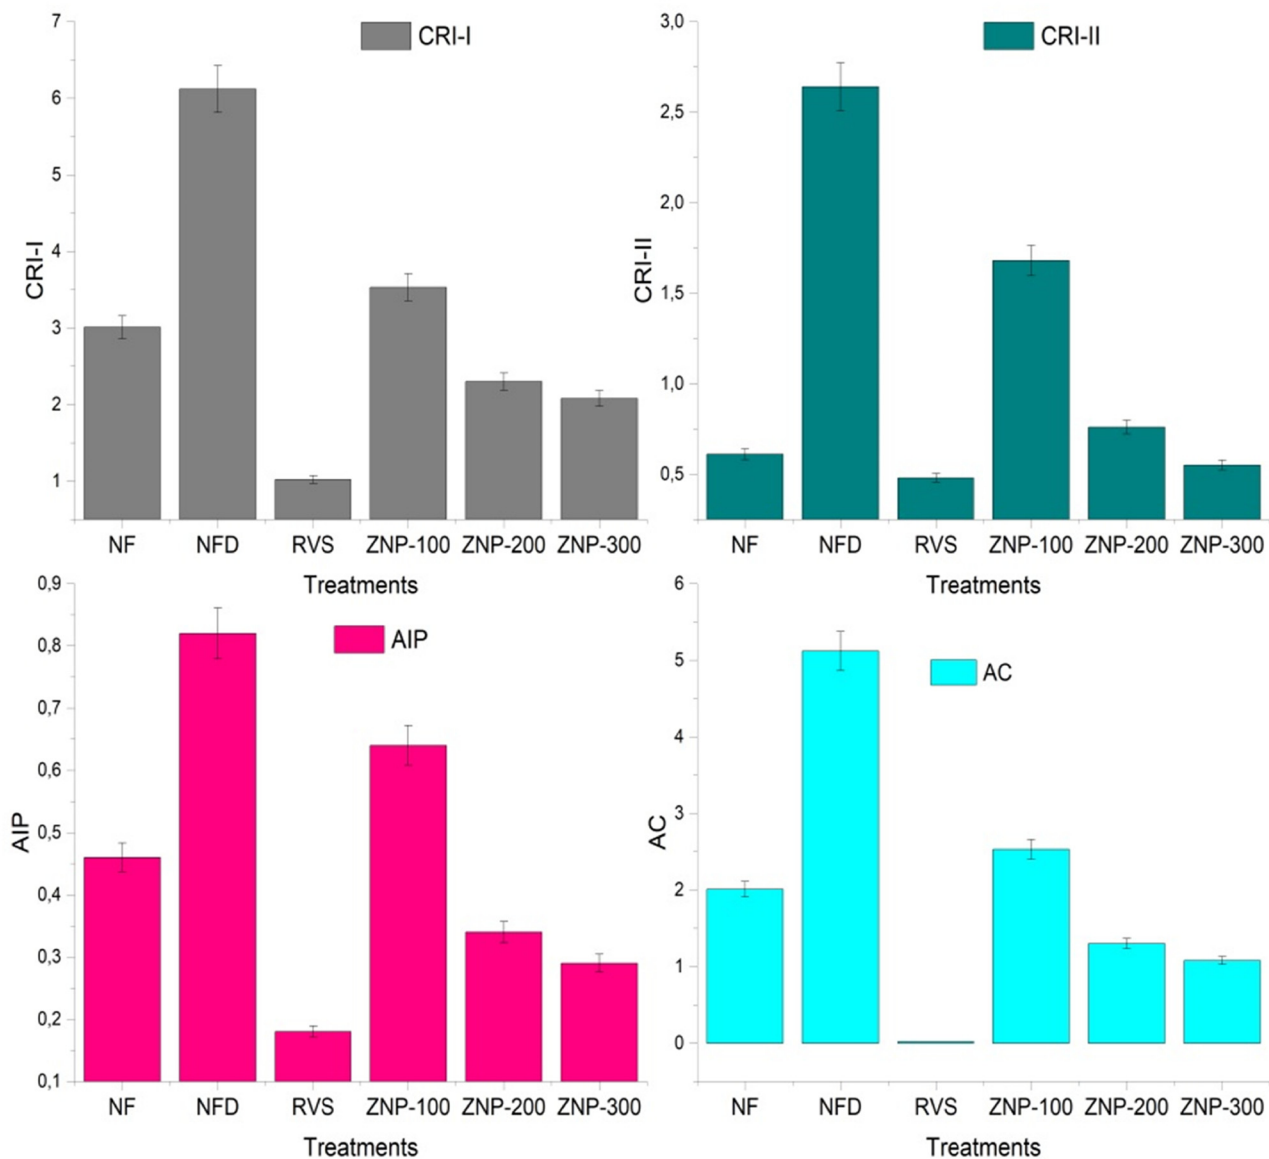 CRI-I
7
6
5
4
3
2
1
CRI-I
NF NFD RVS ZNP-100 ZNP-200 ZNP-300
Treatments
CRI-II
3,0
2,5
2,0
1,5
1,0
0,5
CRI-II
NF NFD RVS ZNP-100 ZNP-200 ZNP-300
Treatments
AIP
0,9
0,8
0,7
0,6
0,5
0,4
0,3
0,2
0,1
AIP
NF NFD RVS ZNP-100 ZNP-200 ZNP-300
Treatments
AC
6
5
4
3
2
1
0
AC
NF NFD RVS ZNP-100 ZNP-200 ZNP-300
Treatments